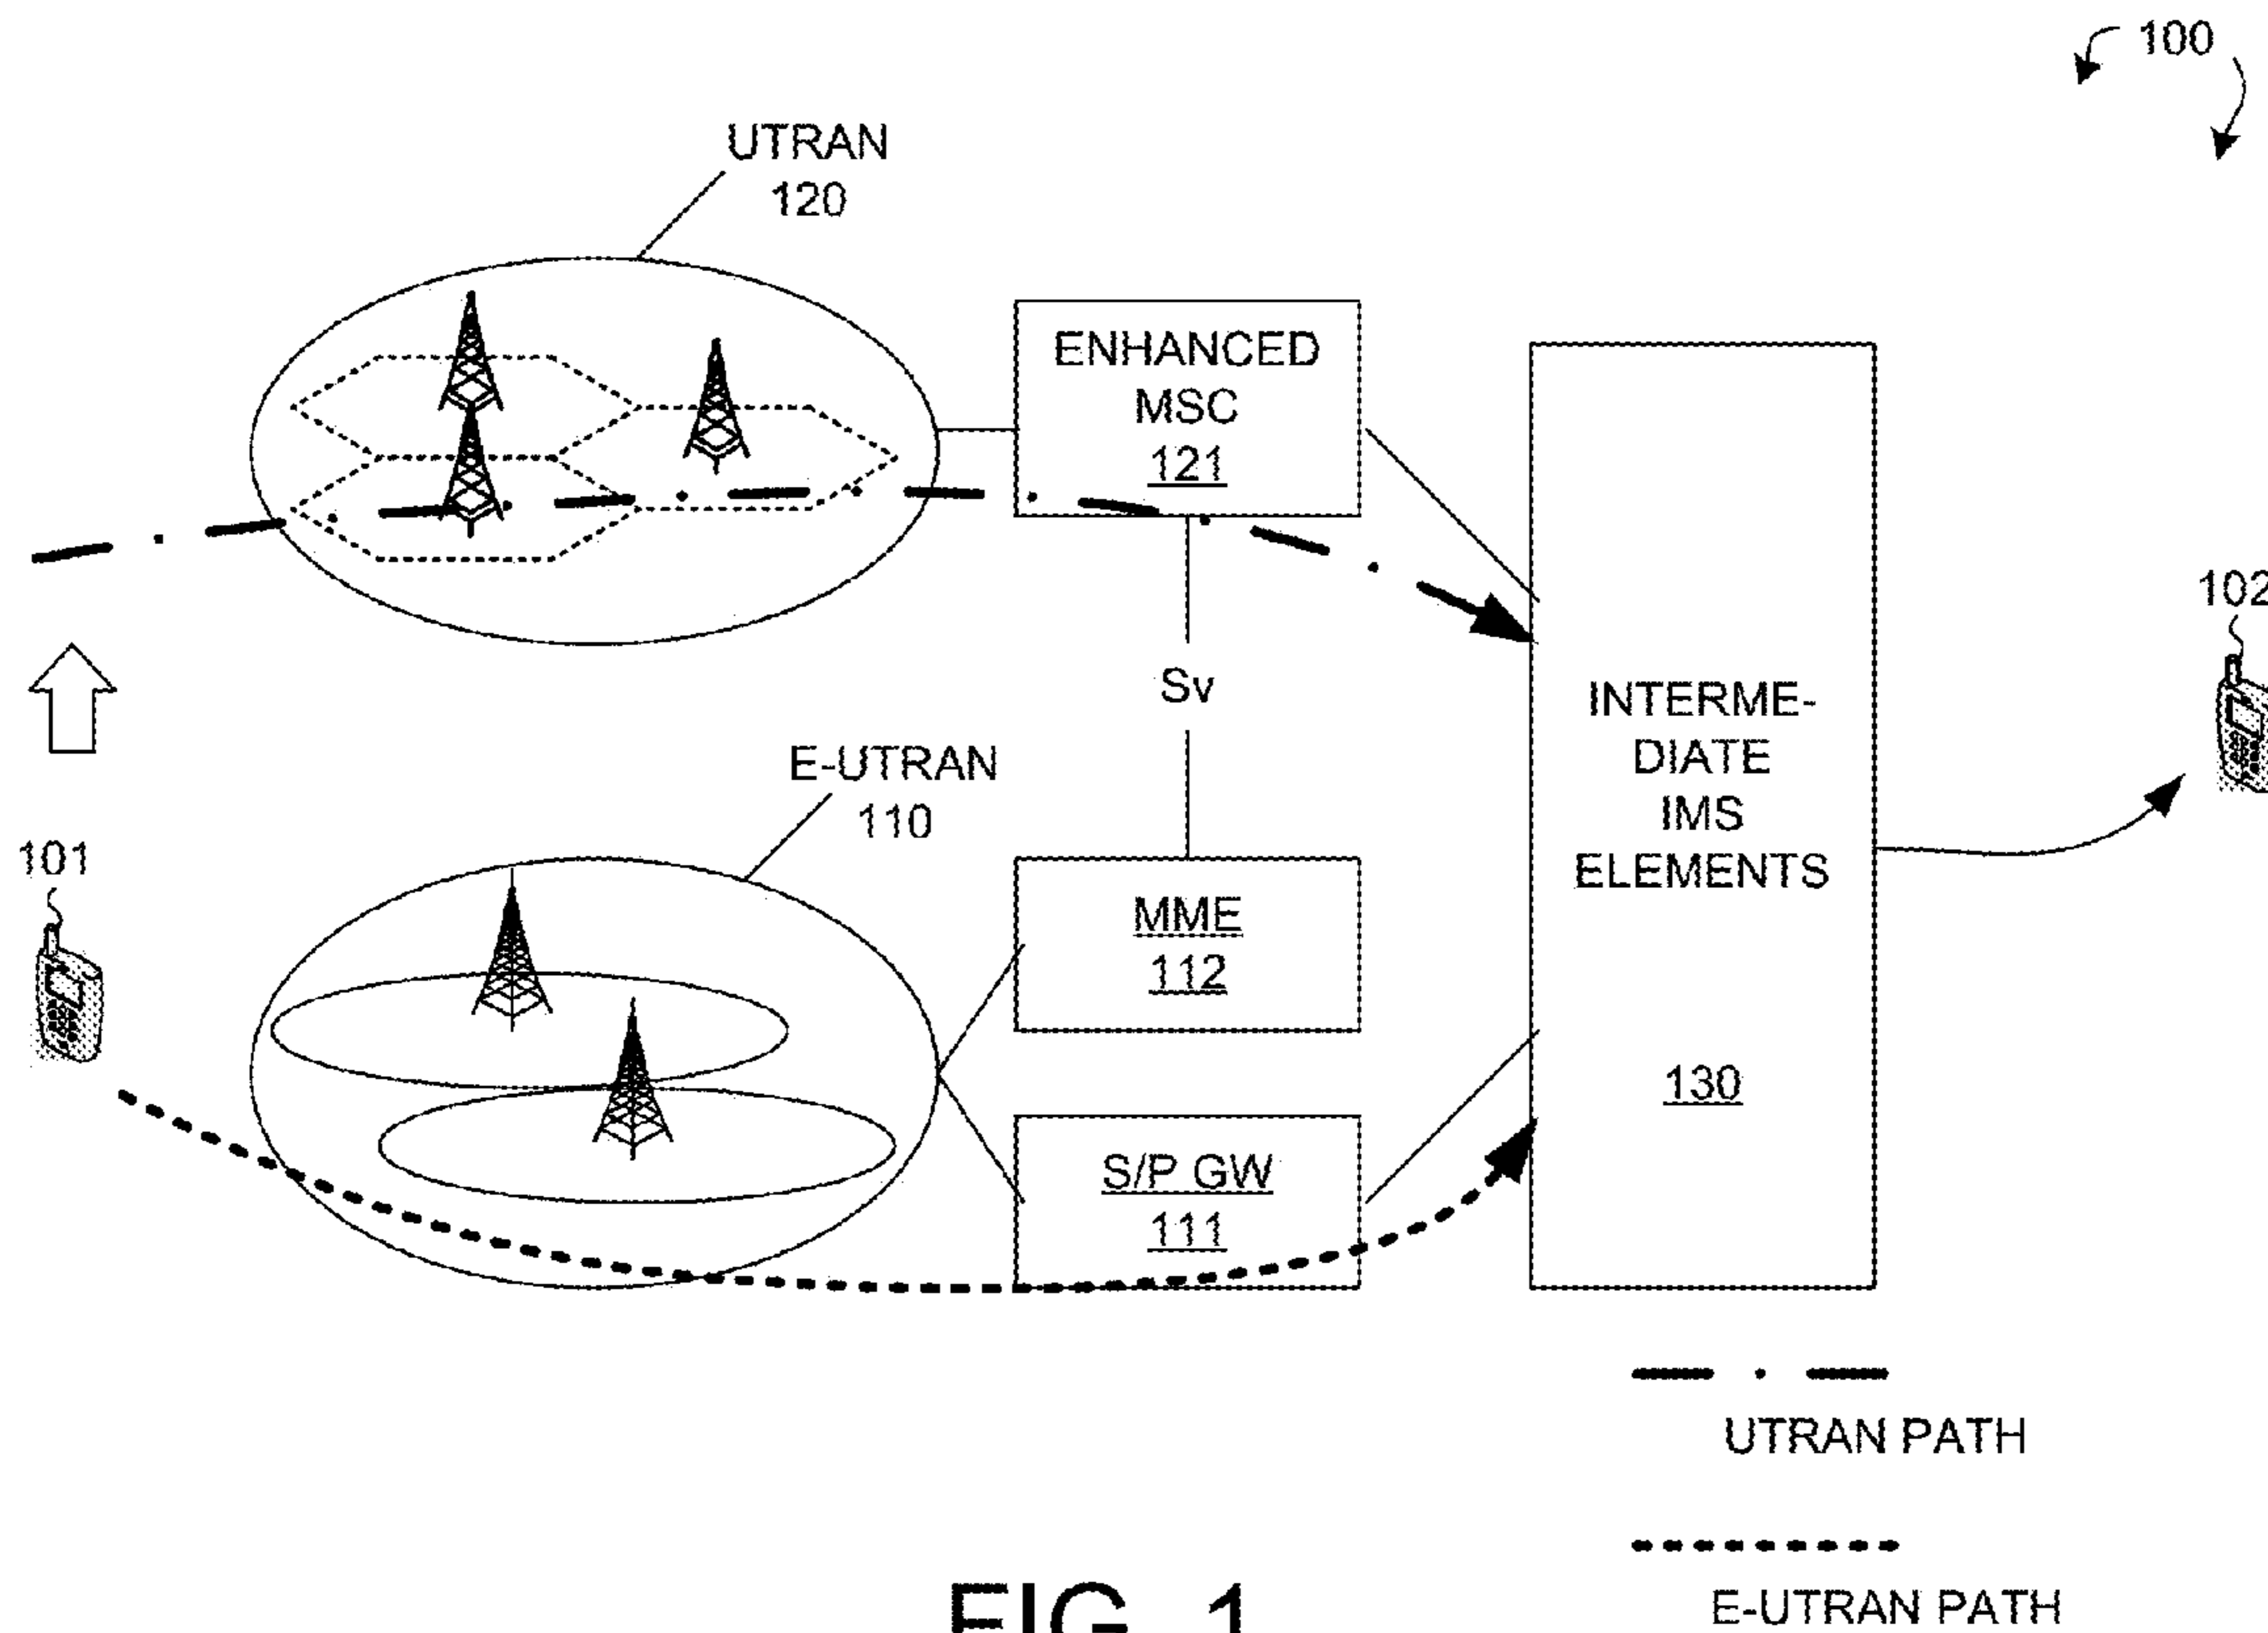 100
UTRAN
120
ENHANCED
MSC
121
102
Sv
INTERME-
DIATE
IMS
ELEMENTS
130
E-UTRAN
110
101
MME
112
S/P GW
111
UTRAN PATH
E-UTRAN PATH
FIG. 1